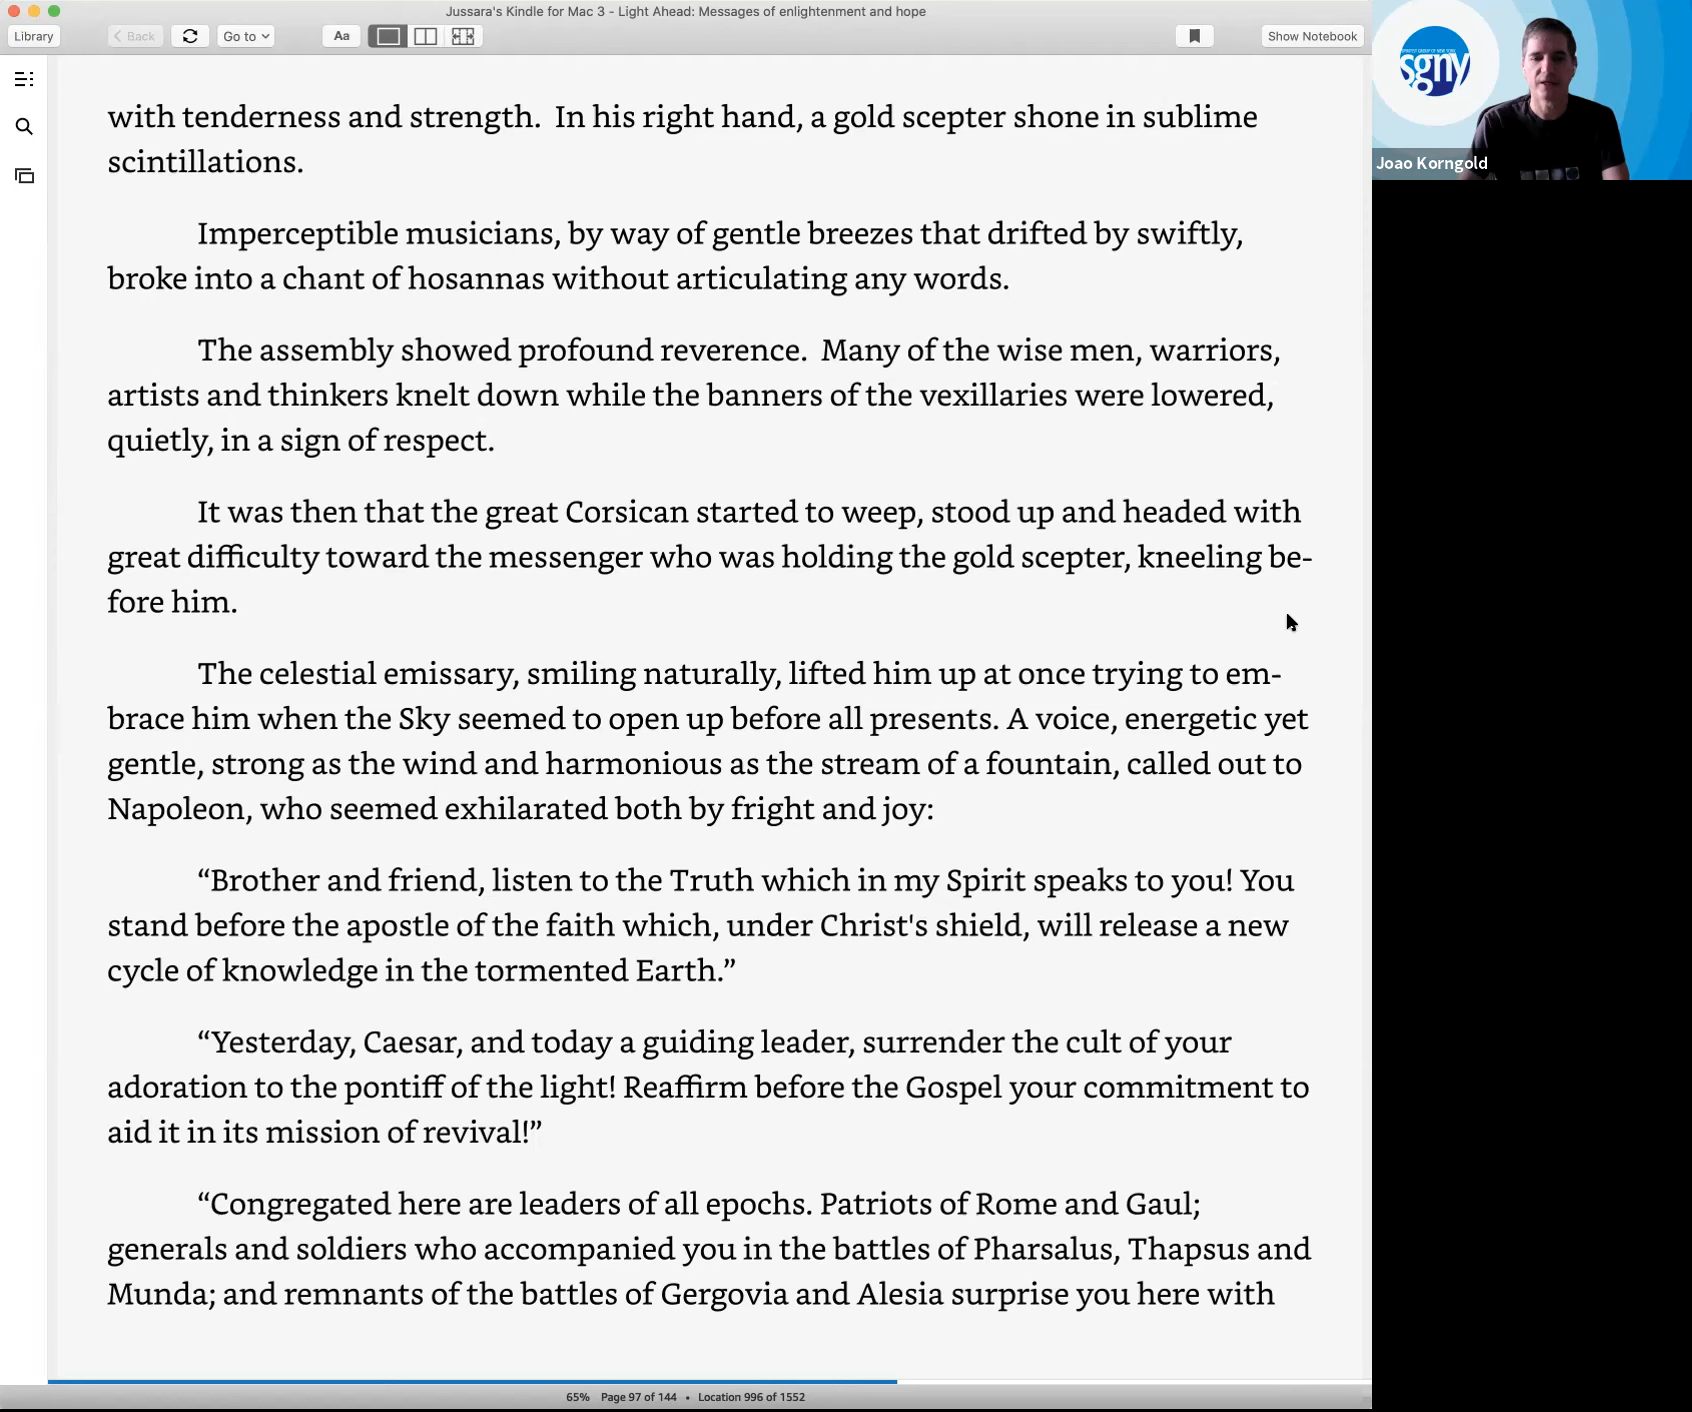 Jussara's Kindle for Mac 3 - Light Ahead: Messages of enlightenment and hope
Library
Back
Go to
Aa
Show Notebook
sgny
Joao Korngold
with tenderness and strength.  In his right hand, a gold scepter shone in sublime
scintillations.
Imperceptible musicians, by way of gentle breezes that drifted by swiftly,
broke into a chant of hosannas without articulating any words.
The assembly showed profound reverence.  Many of the wise men, warriors,
artists and thinkers knelt down while the banners of the vexillaries were lowered,
quietly, in a sign of respect.
It was then that the great Corsican started to weep, stood up and headed with
great difficulty toward the messenger who was holding the gold scepter, kneeling be-
fore him.
The celestial emissary, smiling naturally, lifted him up at once trying to em-
brace him when the Sky seemed to open up before all presents. A voice, energetic yet
gentle, strong as the wind and harmonious as the stream of a fountain, called out to
Napoleon, who seemed exhilarated both by fright and joy:
“Brother and friend, listen to the Truth which in my Spirit speaks to you! You
stand before the apostle of the faith which, under Christ's shield, will release a new
cycle of knowledge in the tormented Earth.”
“Yesterday, Caesar, and today a guiding leader, surrender the cult of your
adoration to the pontiff of the light! Reaffirm before the Gospel your commitment to
aid it in its mission of revival!”
“Congregated here are leaders of all epochs. Patriots of Rome and Gaul;
generals and soldiers who accompanied you in the battles of Pharsalus, Thapsus and
Munda; and remnants of the battles of Gergovia and Alesia surprise you here with
65% Page 97 of 144 • Location 996 of 1552